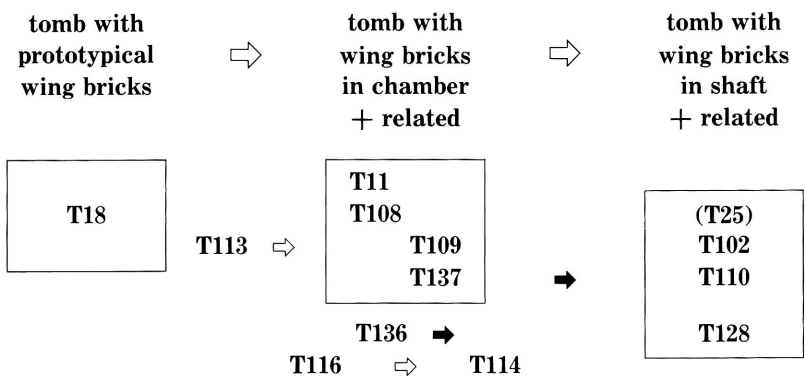 tomb with
prototypical
wing bricks
⇨
tomb with
wing bricks
in chamber
+ related
⇨
tomb with
wing bricks
in shaft
+ related
T18
T113 ⇨
T11
T108
T109
T137
➡
(T25)
T102
T110
T128
T136 ➡
T116 ⇨ T114